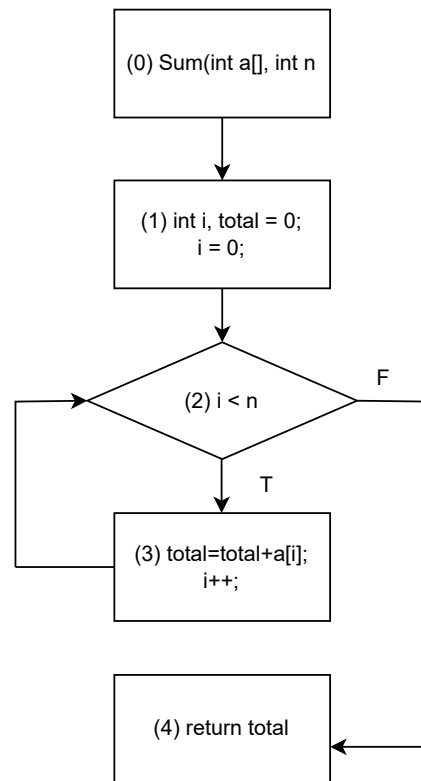 (0) Sum(int a[], int n
(1) int i, total = 0;
i = 0;
(2) i < n
F
T
(3) total=total+a[i];
i++;
(4) return total